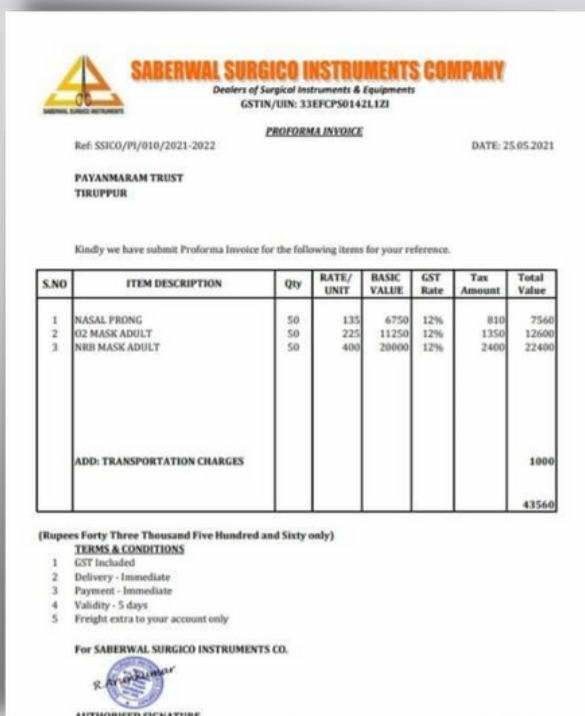 SABERWAL SURGICO INSTRUMENTS COMPANY
Dealers of Surgical Instruments & Equipments
GSTIN/UIN: 33EFCPS0142L1ZI
SABERWAL SURGICO INSTRUMENTS
PROFORMA INVOICE
Ref: SSICO/PI/010/2021-2022 DATE: 25.05.2021
PAYANMARAM TRUST
TIRUPPUR
Kindly we have submit Proforma Invoice for the following items for your reference.
S.NO ITEM DESCRIPTION Qty RATE/UNIT BASIC VALUE GST Rate Tax Amount Total Value
1 NASAL PRONG 50 135 6750 12% 810 7560
2 O2 MASK ADULT 50 225 11250 12% 1350 12600
3 NRB MASK ADULT 50 400 20000 12% 2400 22400
ADD: TRANSPORTATION CHARGES 1000
43560
(Rupees Forty Three Thousand Five Hundred and Sixty only)
TERMS & CONDITIONS
1 GST Included
2 Delivery - Immediate
3 Payment - Immediate
4 Validity - 5 days
5 Freight extra to your account only
For SABERWAL SURGICO INSTRUMENTS CO.
R. Arunkumar
AUTHORISED SIGNATURE